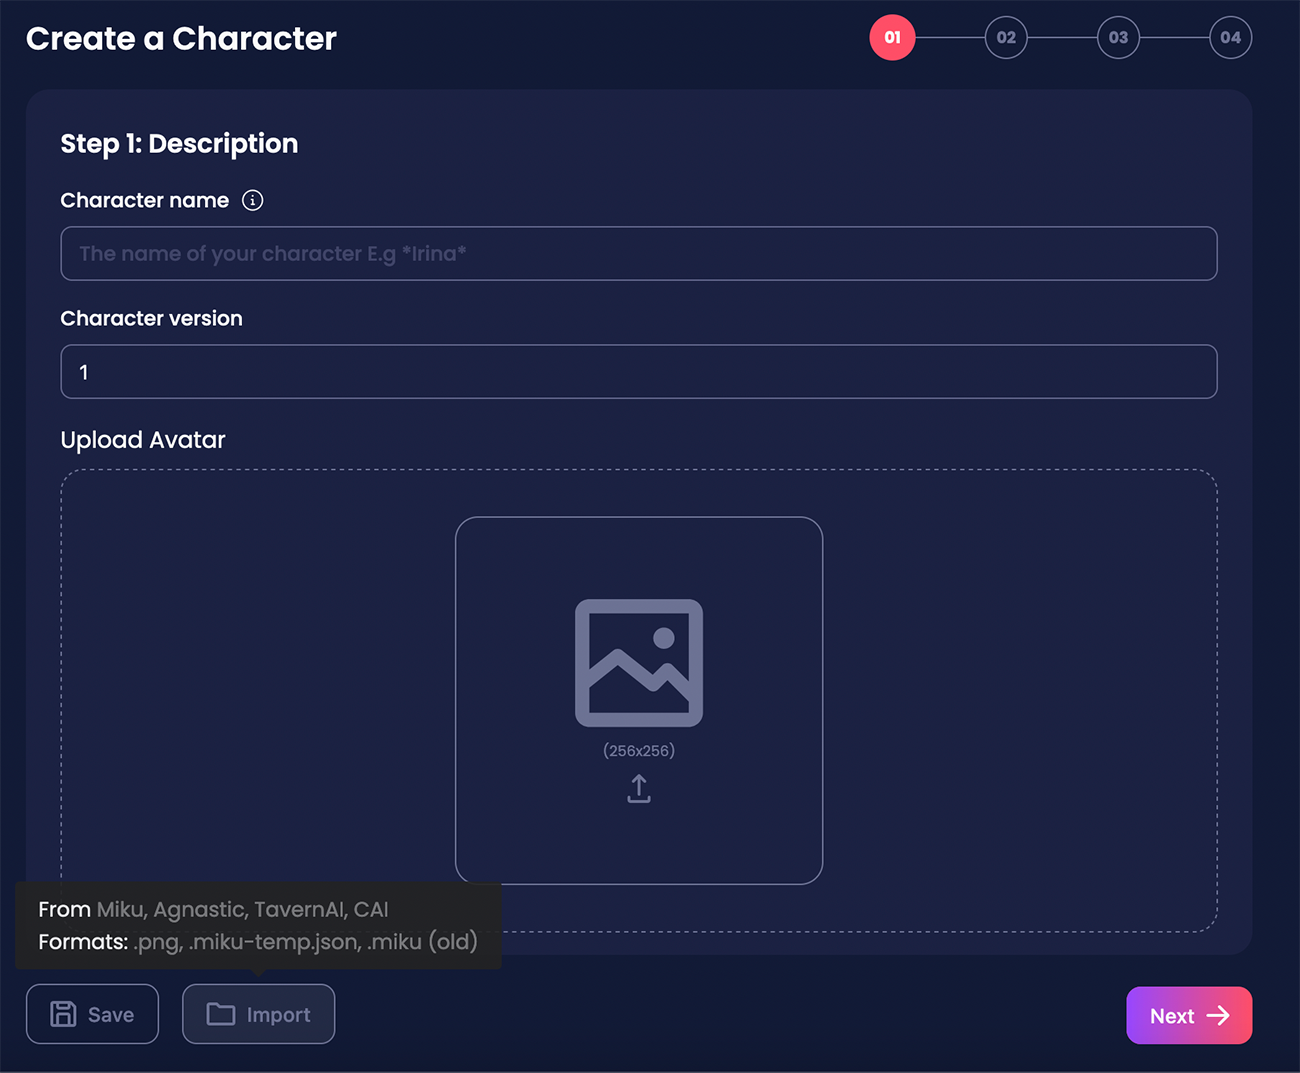 Create a Character
01
02
03
04
Step 1: Description
Character name
The name of your character E.g *Irina*
Character version
1
Upload Avatar
(256x256)
From Miku, Agnastic, TavernAI, CAI
Formats: .png, .miku-temp.json, .miku (old)
Save
Import
Next